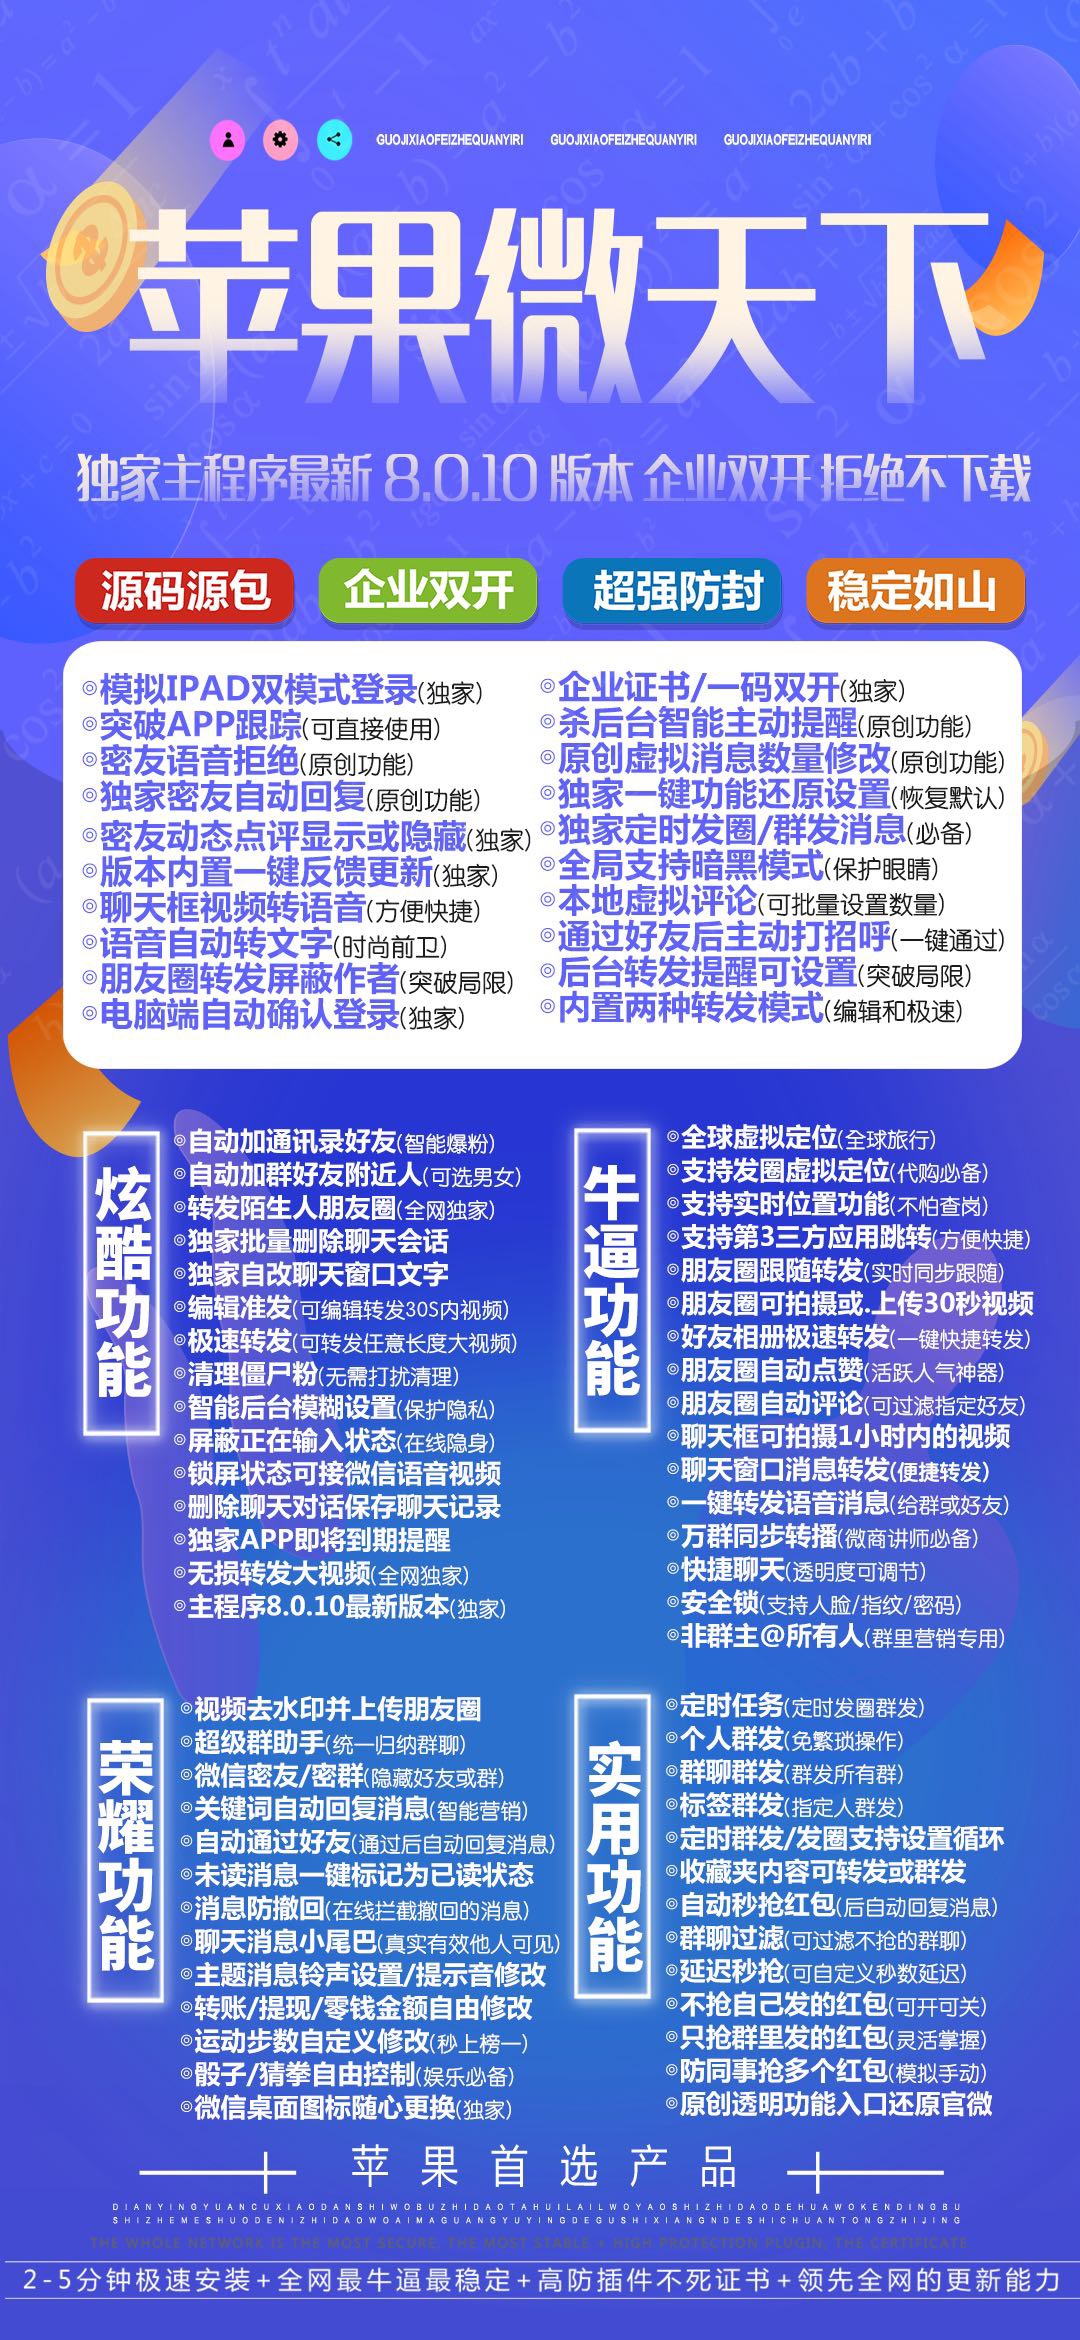 GUOJIXIAOFEIZHEQUANYIRI GUOJIXIAOFEIZHEQUANYIRI GUOJIXIAOFEIZHEQUANYIRI
苹果微天下
独家主程序最新 8.0.10 版本 企业双开 拒绝不下载
源码源包 企业双开 超强防封 稳定如山
◎模拟IPAD双模式登录(独家)
◎突破APP跟踪(可直接使用)
◎密友语音拒绝(原创功能)
◎独家密友自动回复(原创功能)
◎密友动态点评显示或隐藏(独家)
◎版本内置一键反馈更新(独家)
◎聊天框视频转语音(方便快捷)
◎语音自动转文字(时尚前卫)
◎朋友圈转发屏蔽作者(突破局限)
◎电脑端自动确认登录(独家)
◎企业证书/一码双开(独家)
◎杀后台智能主动提醒(原创功能)
◎原创虚拟消息数量修改(原创功能)
◎独家一键功能还原设置(恢复默认)
◎独家定时发圈/群发消息(必备)
◎全局支持暗黑模式(保护眼睛)
◎本地虚拟评论(可批量设置数量)
◎通过好友后主动打招呼(一键通过)
◎后台转发提醒可设置(突破局限)
◎内置两种转发模式(编辑和极速)
炫酷功能
◎自动加通讯录好友(智能爆粉)
◎自动加群好友附近人(可选男女)
◎转发陌生人朋友圈(全网独家)
◎独家批量删除聊天会话
◎独家自改聊天窗口文字
◎编辑准发(可编辑转发30S内视频)
◎极速转发(可转发任意长度大视频)
◎清理僵尸粉(无需打扰清理)
◎智能后台模糊设置(保护隐私)
◎屏蔽正在输入状态(在线隐身)
◎锁屏状态可接微信语音视频
◎删除聊天对话保存聊天记录
◎独家APP即将到期提醒
◎无损转发大视频(全网独家)
◎主程序8.0.10最新版本(独家)
牛逼功能
◎全球虚拟定位(全球旅行)
◎支持发圈虚拟定位(代购必备)
◎支持实时位置功能(不怕查岗)
◎支持第3三方应用跳转(方便快捷)
◎朋友圈跟随转发(实时同步跟随)
◎朋友圈可拍摄或.上传30秒视频
◎好友相册极速转发(一键快捷转发)
◎朋友圈自动点赞(活跃人气神器)
◎朋友圈自动评论(可过滤指定好友)
◎聊天框可拍摄1小时内的视频
◎聊天窗口消息转发(便捷转发)
◎一键转发语音消息(给群或好友)
◎万群同步转播(微商讲师必备)
◎快捷聊天(透明度可调节)
◎安全锁(支持人脸/指纹/密码)
◎非群主@所有人(群里营销专用)
荣耀功能
◎视频去水印并上传朋友圈
◎超级群助手(统一归纳群聊)
◎微信密友/密群(隐藏好友或群)
◎关键词自动回复消息(智能营销)
◎自动通过好友(通过后自动回复消息)
◎未读消息一键标记为已读状态
◎消息防撤回(在线拦截撤回的消息)
◎聊天消息小尾巴(真实有效他人可见)
◎主题消息铃声设置/提示音修改
◎转账/提现/零钱金额自由修改
◎运动步数自定义修改(秒上榜一)
◎骰子/猜拳自由控制(娱乐必备)
◎微信桌面图标随心更换(独家)
实用功能
◎定时任务(定时发圈群发)
◎个人群发(免繁琐操作)
◎群聊群发(群发所有群)
◎标签群发(指定人群发)
◎定时群发/发圈支持设置循环
◎收藏夹内容可转发或群发
◎自动秒抢红包(后自动回复消息)
◎群聊过滤(可过滤不抢的群聊)
◎延迟秒抢(可自定义秒数延迟)
◎不抢自己发的红包(可开可关)
◎只抢群里发的红包(灵活掌握)
◎防同事抢多个红包(模拟手动)
◎原创透明功能入口还原官微
苹果首选产品
DIANYINGYUANCUXIAODANSHIWOBUZHIDAOTAHUILAILWOYAOSHIZHIDAODEHUAWOKENDINGBU
SHIZHEMESHUODENIZHIDAOWOAIMAGUANGYUYINGDEGUSHIXIANGNDESHICHUANTONGZHIJING
THE WHOLE NETWORK IS THE MOST SECURE, THE MOST STABLE + HIGH PROTECTION PLUGIN, THE CERTIFICATE
2-5分钟极速安装+全网最牛逼最稳定+高防插件不死证书+领先全网的更新能力